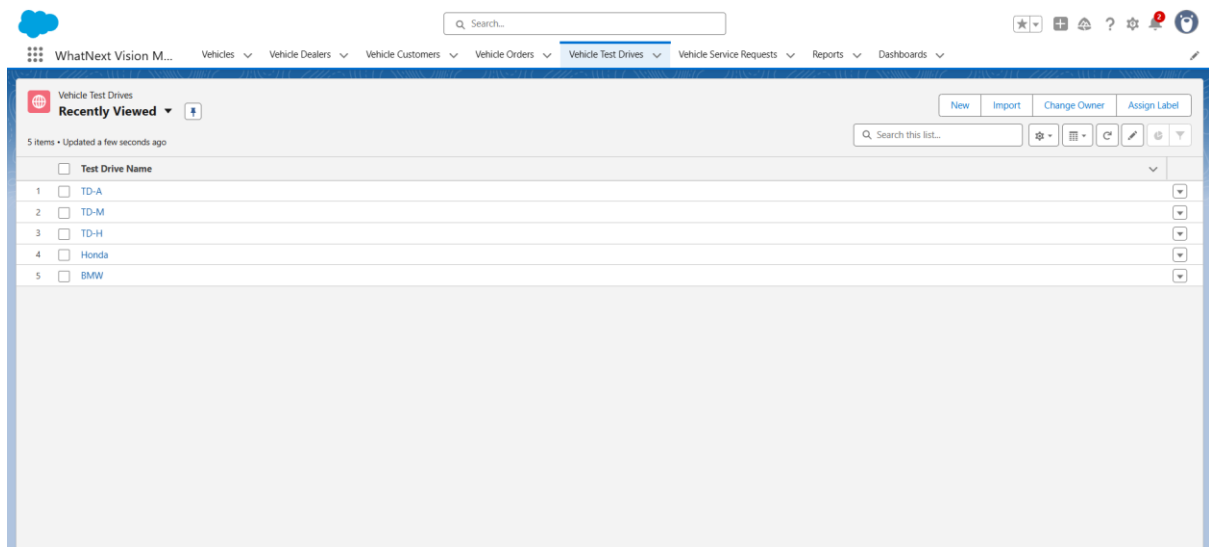 Search...
2
WhatNext Vision M... Vehicles Vehicle Dealers Vehicle Customers Vehicle Orders Vehicle Test Drives Vehicle Service Requests Reports Dashboards
Vehicle Test Drives
Recently Viewed
New Import Change Owner Assign Label
5 items • Updated a few seconds ago
Search this list...
Test Drive Name
1 TD-A
2 TD-M
3 TD-H
4 Honda
5 BMW